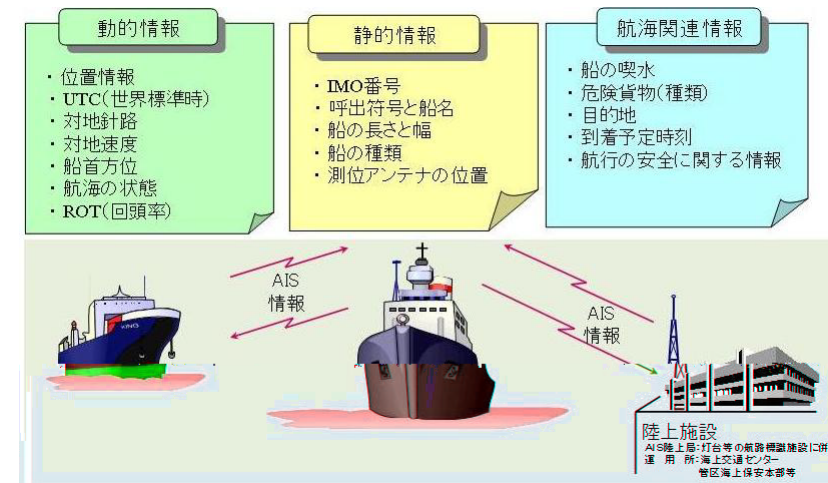 動的情報
・位置情報
・UTC(世界標準時)
・対地針路
・対地速度
・船首方位
・航海の状態
・ROT(回頭率)
静的情報
・IMO番号
・呼出符号と船名
・船の長さと幅
・船の種類
・測位アンテナの位置
航海関連情報
・船の喫水
・危険貨物(種類)
・目的地
・到着予定時刻
・航行の安全に関する情報
AIS
情報
AIS
情報
陸上施設
AIS陸上局:灯台等の航路標識施設に併
運 用 所:海上交通センター
管区海上保安本部等